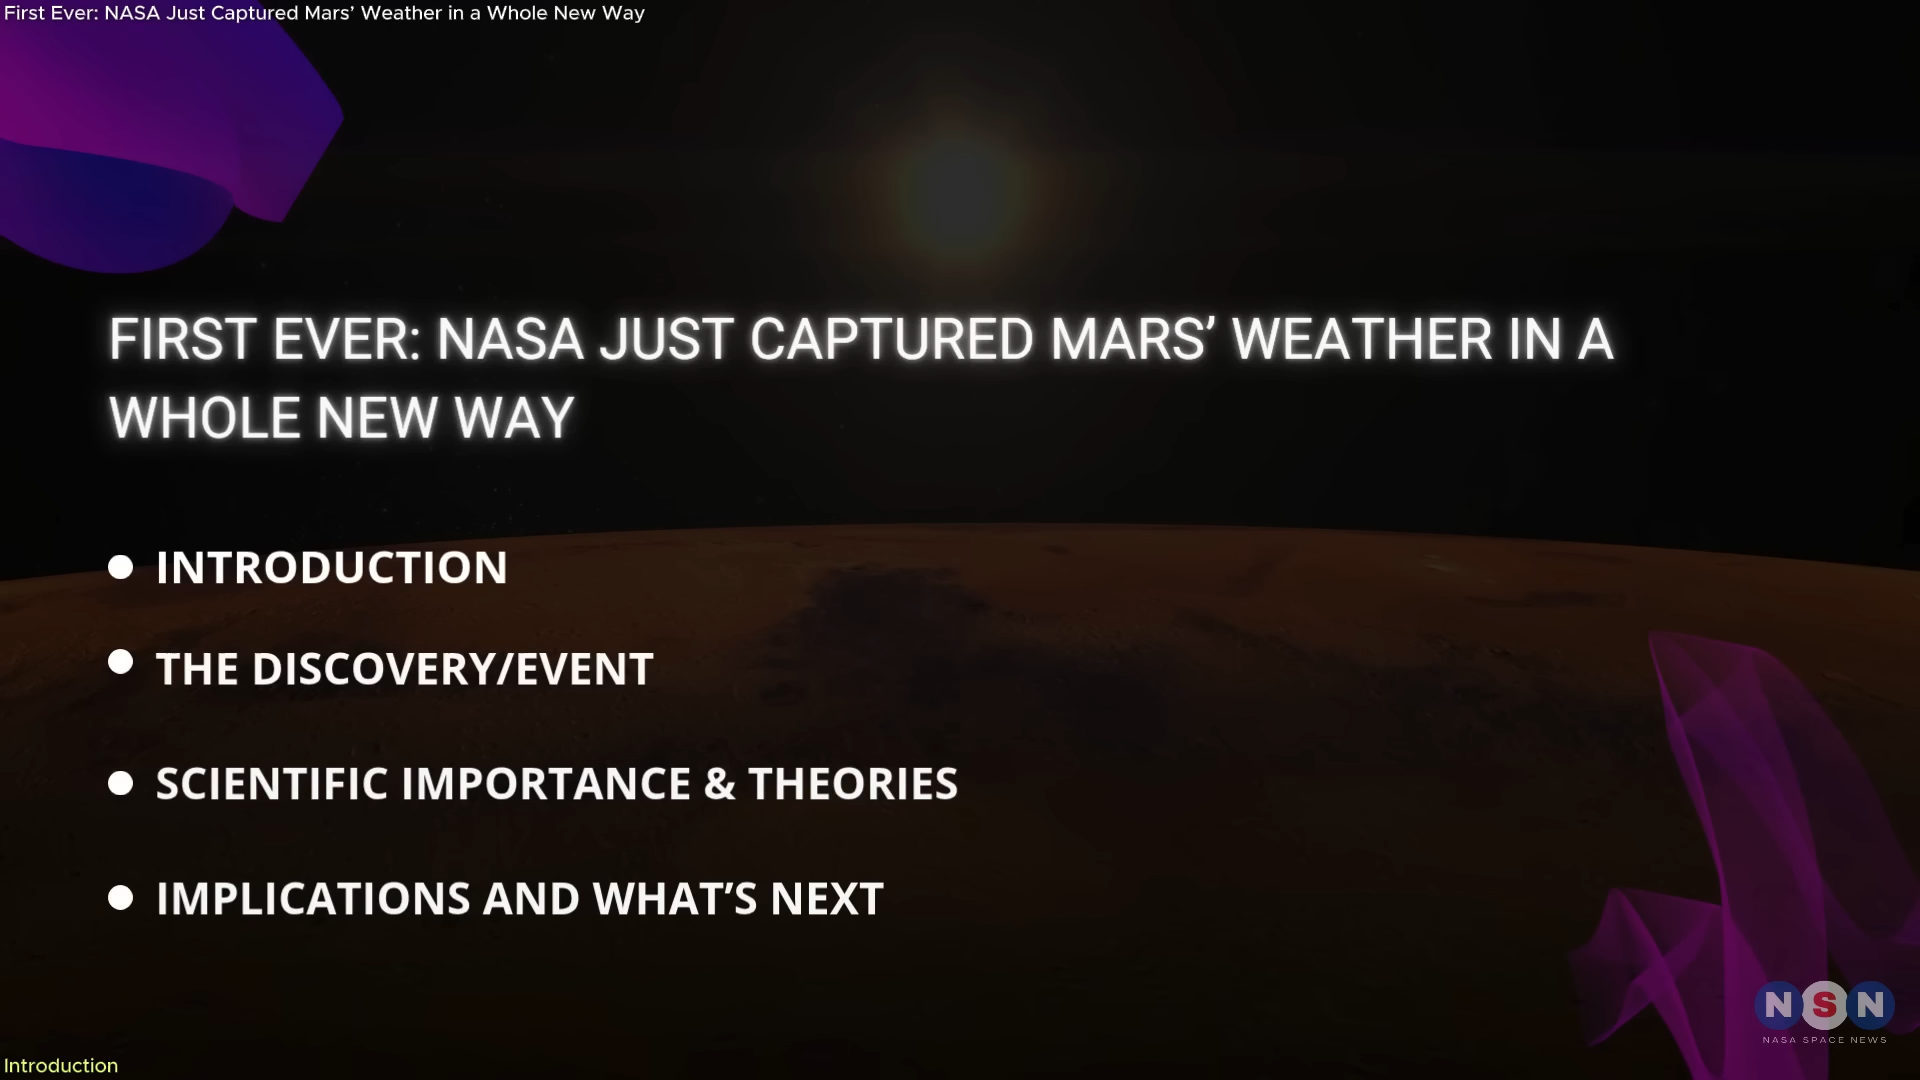 First Ever: NASA Just Captured Mars’ Weather in a Whole New Way
FIRST EVER: NASA JUST CAPTURED MARS’ WEATHER IN A
WHOLE NEW WAY
INTRODUCTION
THE DISCOVERY/EVENT
SCIENTIFIC IMPORTANCE & THEORIES
IMPLICATIONS AND WHAT’S NEXT
NSN
NASA SPACE NEWS
Introduction